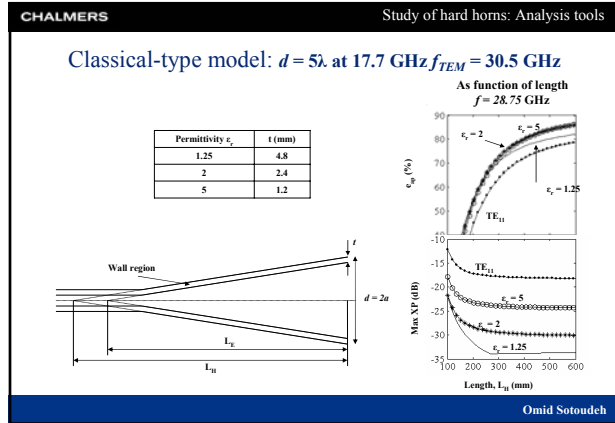 CHALMERS
Study of hard horns: Analysis tools
Classical-type model: d = 5λ at 17.7 GHz f_TEM = 30.5 GHz
As function of length
f = 28.75 GHz
Permittivity ε_r t (mm)
1.25 4.8
2 2.4
5 1.2
90
80
70
60
50
40
e_ap (%)
ε_r = 2
ε_r = 5
ε_r = 1.25
TE₁₁
-10
-15
-20
-25
-30
-35
Max XP (dB)
TE₁₁
ε_r = 5
ε_r = 2
ε_r = 1.25
100 200 300 400 500 600
Length, L_H (mm)
t
Wall region
d = 2a
L_E
L_H
Omid Sotoudeh